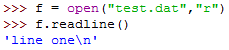 >>> f = open("test.dat","r")
>>> f.readline()
'line one\n'